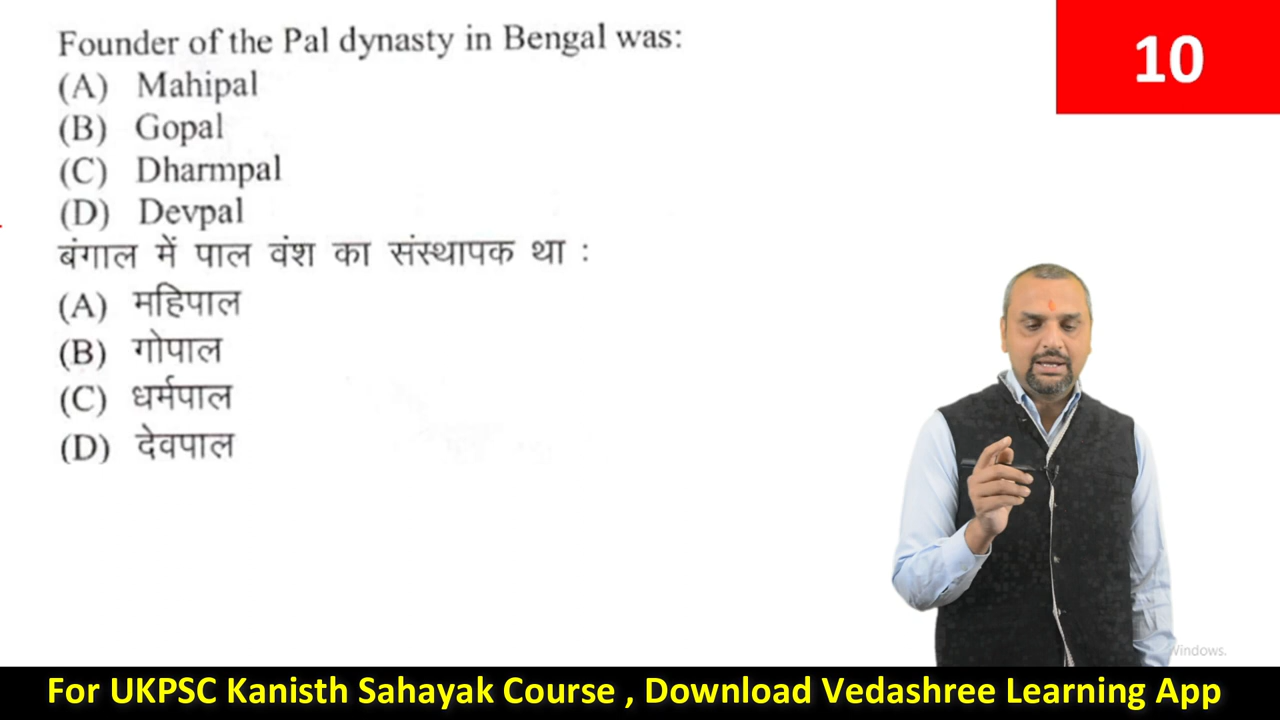 Founder of the Pal dynasty in Bengal was:
(A) Mahipal
(B) Gopal
(C) Dharmpal
(D) Devpal
बंगाल में पाल वंश का संस्थापक था :
(A) महिपाल
(B) गोपाल
(C) धर्मपाल
(D) देवपाल
10
Windows.
For UKPSC Kanisth Sahayak Course , Download Vedashree Learning App